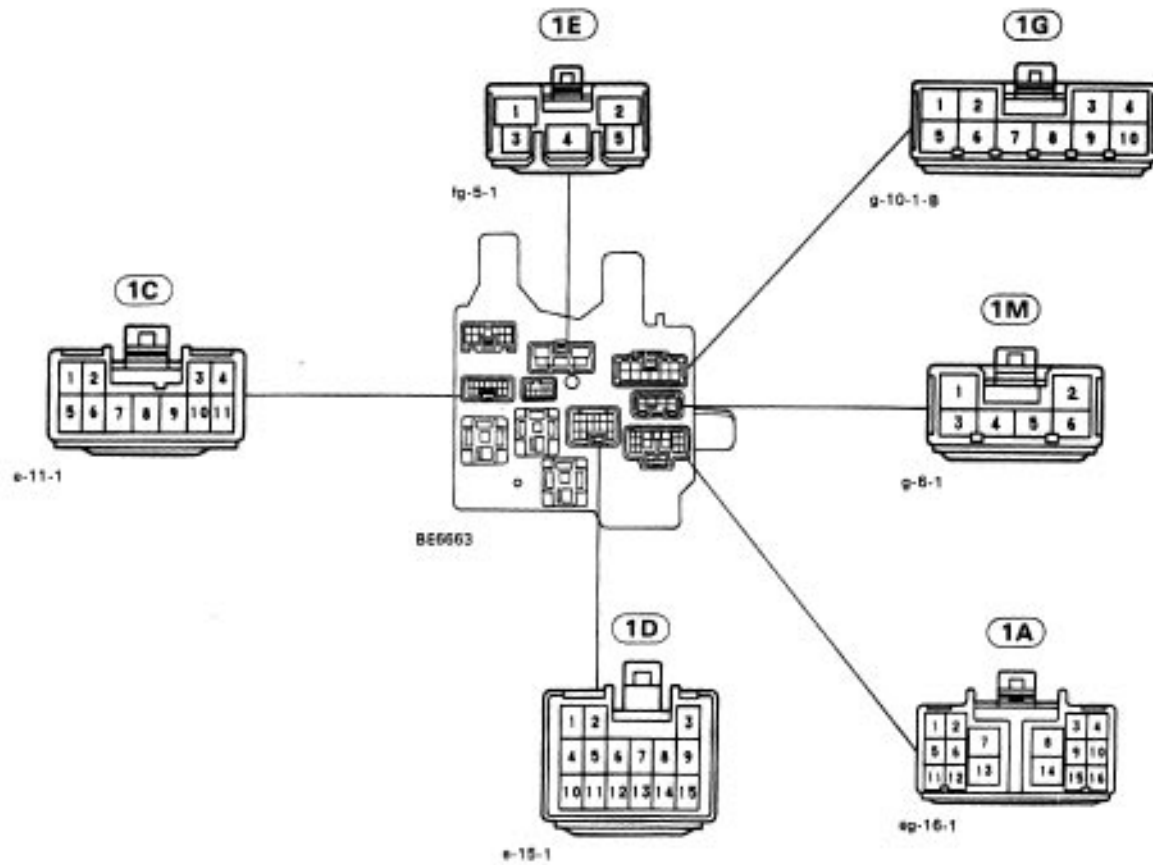 1E
1 2
3 4 5
fg-5-1
1G
1 2 3 4
5 6 7 8 9 10
g-10-1-B
1C
1 2 3 4
5 6 7 8 9 10 11
e-11-1
1M
1 2
3 4 5 6
g-6-1
BE6663
1D
1 2 3
4 5 6 7 8 9
10 11 12 13 14 15
e-15-1
1A
1 2 3 4
7 8
5 6 9 10
13 14
11 12 15 16
eg-16-1